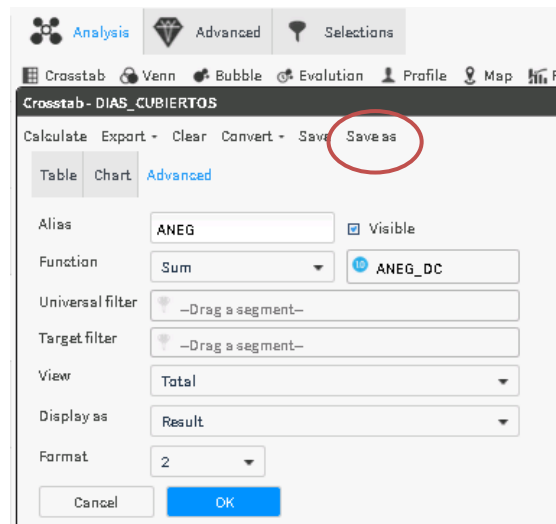 Analysis Advanced Selections
Crosstab Venn Bubble Evolution Profile Map
Crosstab - DIAS_CUBIERTOS
Calculate Export Clear Convert Save Save as
Table Chart Advanced
Alias ANEG Visible
Function Sum ANEG_DC
Universal filter --Drag a segment--
Target filter --Drag a segment--
View Total
Display as Result
Format 2
Cancel OK